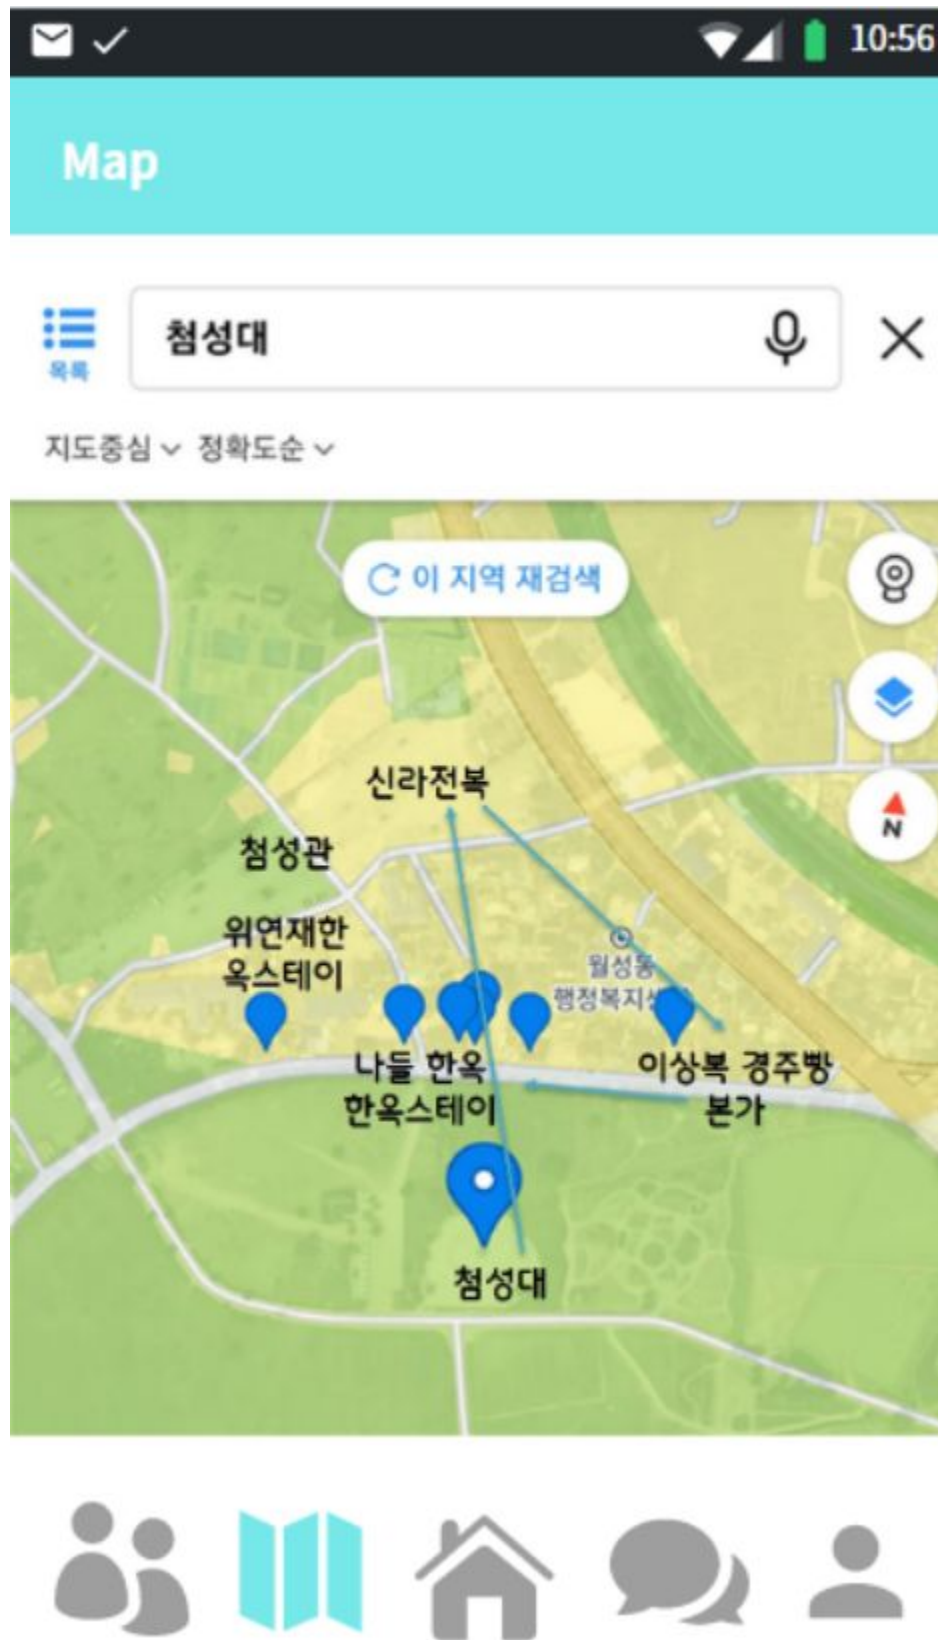 10:56
Map
목록
첨성대
지도중심 정확도순
이 지역 재검색
N
신라전복
첨성관
위연재한
옥스테이
월성동
행정복지
나들 한옥
한옥스테이
이상복 경주빵
본가
첨성대